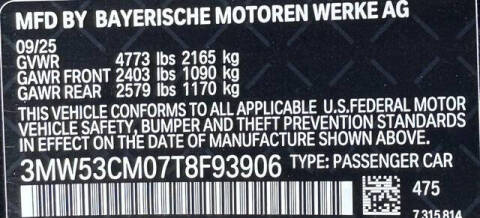 MFD BY BAYERISCHE MOTOREN WERKE AG
09/25
GVWR 4773 lbs 2165 kg
GAWR FRONT 2403 lbs 1090 kg
GAWR REAR 2579 lbs 1170 kg
THIS VEHICLE CONFORMS TO ALL APPLICABLE U.S.FEDERAL MOTOR
VEHICLE SAFETY, BUMPER AND THEFT PREVENTION STANDARDS
IN EFFECT ON THE DATE OF MANUFACTURE SHOWN ABOVE.
3MW53CM07T8F93906 TYPE: PASSENGER CAR
475
7 315 814